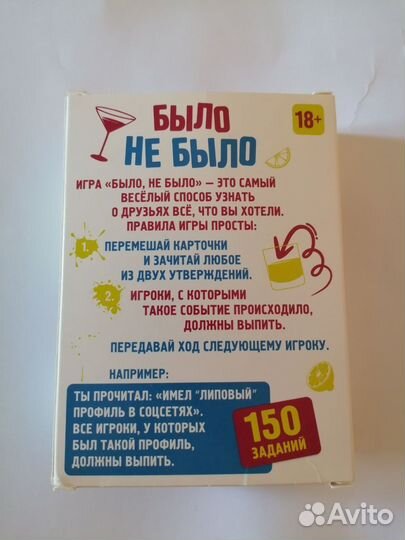 БЫЛО
НЕ БЫЛО
18+
ИГРА «БЫЛО, НЕ БЫЛО» – ЭТО САМЫЙ
ВЕСЁЛЫЙ СПОСОБ УЗНАТЬ
О ДРУЗЬЯХ ВСЁ, ЧТО ВЫ ХОТЕЛИ.
ПРАВИЛА ИГРЫ ПРОСТЫ:
1. ПЕРЕМЕШАЙ КАРТОЧКИ
И ЗАЧИТАЙ ЛЮБОЕ
ИЗ ДВУХ УТВЕРЖДЕНИЙ.
2. ИГРОКИ, С КОТОРЫМИ
ТАКОЕ СОБЫТИЕ ПРОИСХОДИЛО,
ДОЛЖНЫ ВЫПИТЬ.
ПЕРЕДАВАЙ ХОД СЛЕДУЮЩЕМУ ИГРОКУ.
НАПРИМЕР:
ТЫ ПРОЧИТАЛ: «ИМЕЛ "ЛИПОВЫЙ"
ПРОФИЛЬ В СОЦСЕТЯХ».
ВСЕ ИГРОКИ, У КОТОРЫХ
БЫЛ ТАКОЙ ПРОФИЛЬ,
ДОЛЖНЫ ВЫПИТЬ.
150
ЗАДАНИЙ
Avito